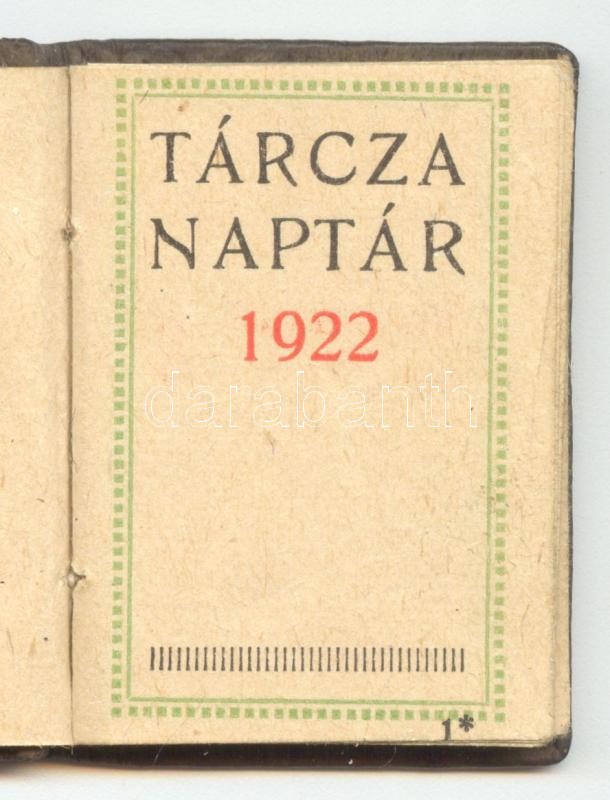 TÁRCZA
NAPTÁR
1922
darabanth
1*